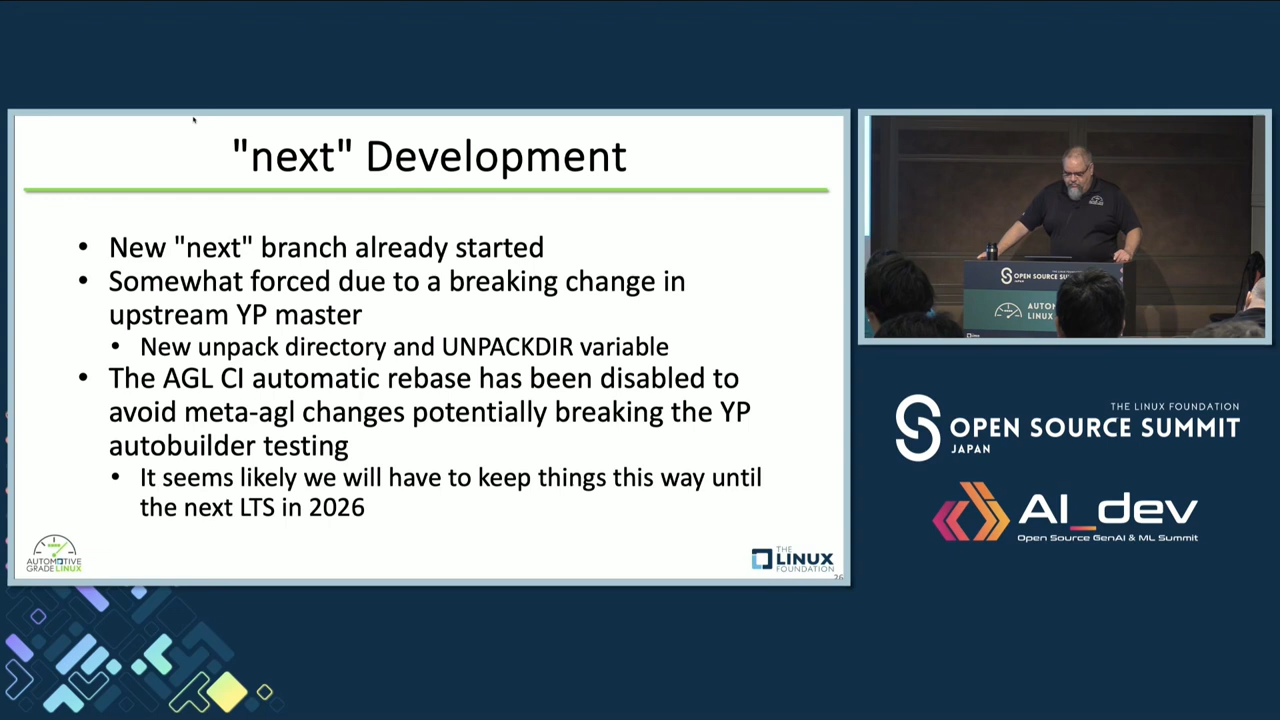 "next" Development
• New "next" branch already started
• Somewhat forced due to a breaking change in
upstream YP master
• New unpack directory and UNPACKDIR variable
• The AGL CI automatic rebase has been disabled to
avoid meta-agl changes potentially breaking the YP
autobuilder testing
• It seems likely we will have to keep things this way until
the next LTS in 2026
AUTOMOTIVE
GRADE LINUX
THE
LINUX
FOUNDATION
26
OPEN SOURCE SUMMIT
JAPAN
LINUX
THE LINUX FOUNDATION
OPEN SOURCE SUMMIT
JAPAN
AI_dev
Open Source GenAI & ML Summit